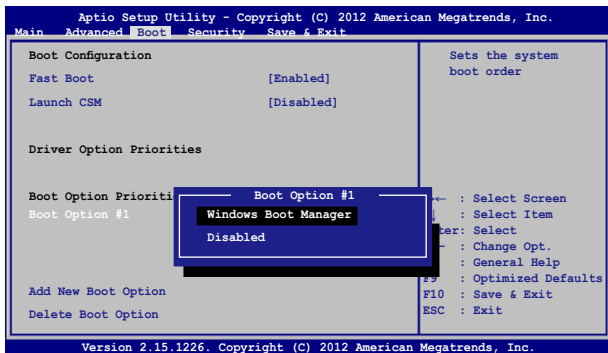 Aptio Setup Utility - Copyright (C) 2012 American Megatrends, Inc.
Main Advanced Boot Security Save & Exit
Boot Configuration
Fast Boot [Enabled]
Launch CSM [Disabled]
Driver Option Priorities
Boot Option Prioriti
Boot Option #1
Add New Boot Option
Delete Boot Option
Boot Option #1
Windows Boot Manager
Disabled
Sets the system
boot order
← : Select Screen
: Select Item
ter: Select
: Change Opt.
: General Help
F9 : Optimized Defaults
F10 : Save & Exit
ESC : Exit
Version 2.15.1226. Copyright (C) 2012 American Megatrends, Inc.